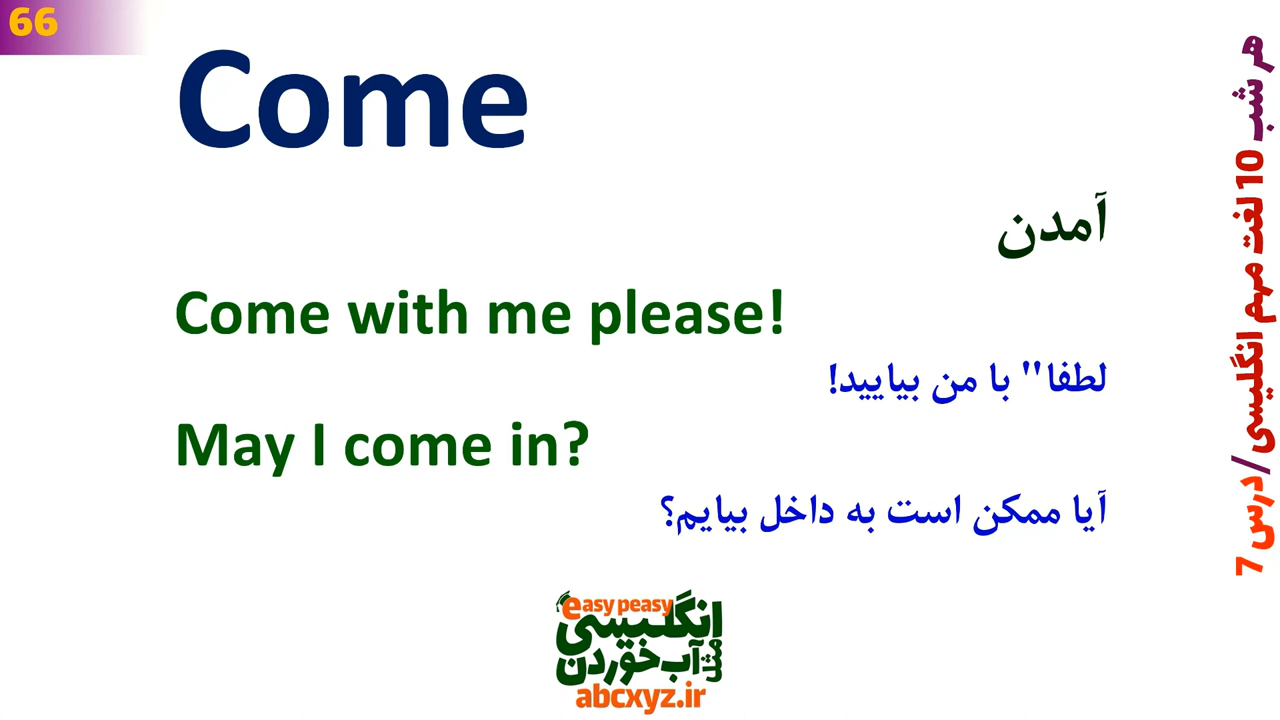 66
Come
آمدن
Come with me please!
لطفا" با من بیایید!
May I come in?
آیا ممکن است به داخل بیایم؟
هر شب 10 لغت مهم انگلیسی/درس 7
easy peasy
انگلیسی
مثل آب خوردن
abcxyz.ir